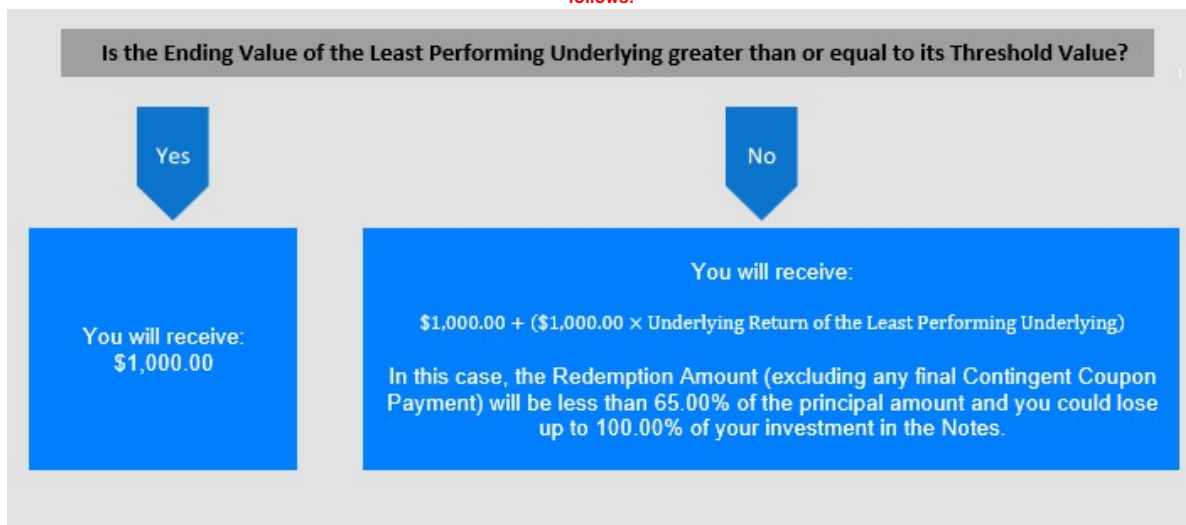 follows:
Is the Ending Value of the Least Performing Underlying greater than or equal to its Threshold Value?
Yes
No
You will receive:
$1,000.00
You will receive:
$1,000.00 + ($1,000.00 × Underlying Return of the Least Performing Underlying)
In this case, the Redemption Amount (excluding any final Contingent Coupon
Payment) will be less than 65.00% of the principal amount and you could lose
up to 100.00% of your investment in the Notes.